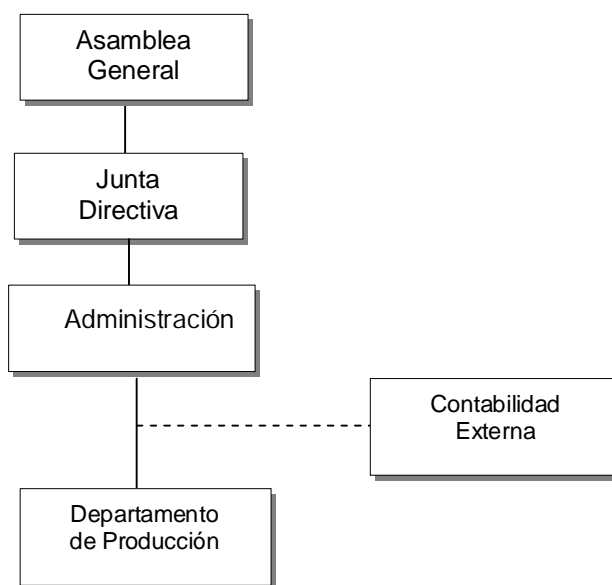 Asamblea
General
Junta
Directiva
Administración
Contabilidad
Externa
Departamento
de Producción